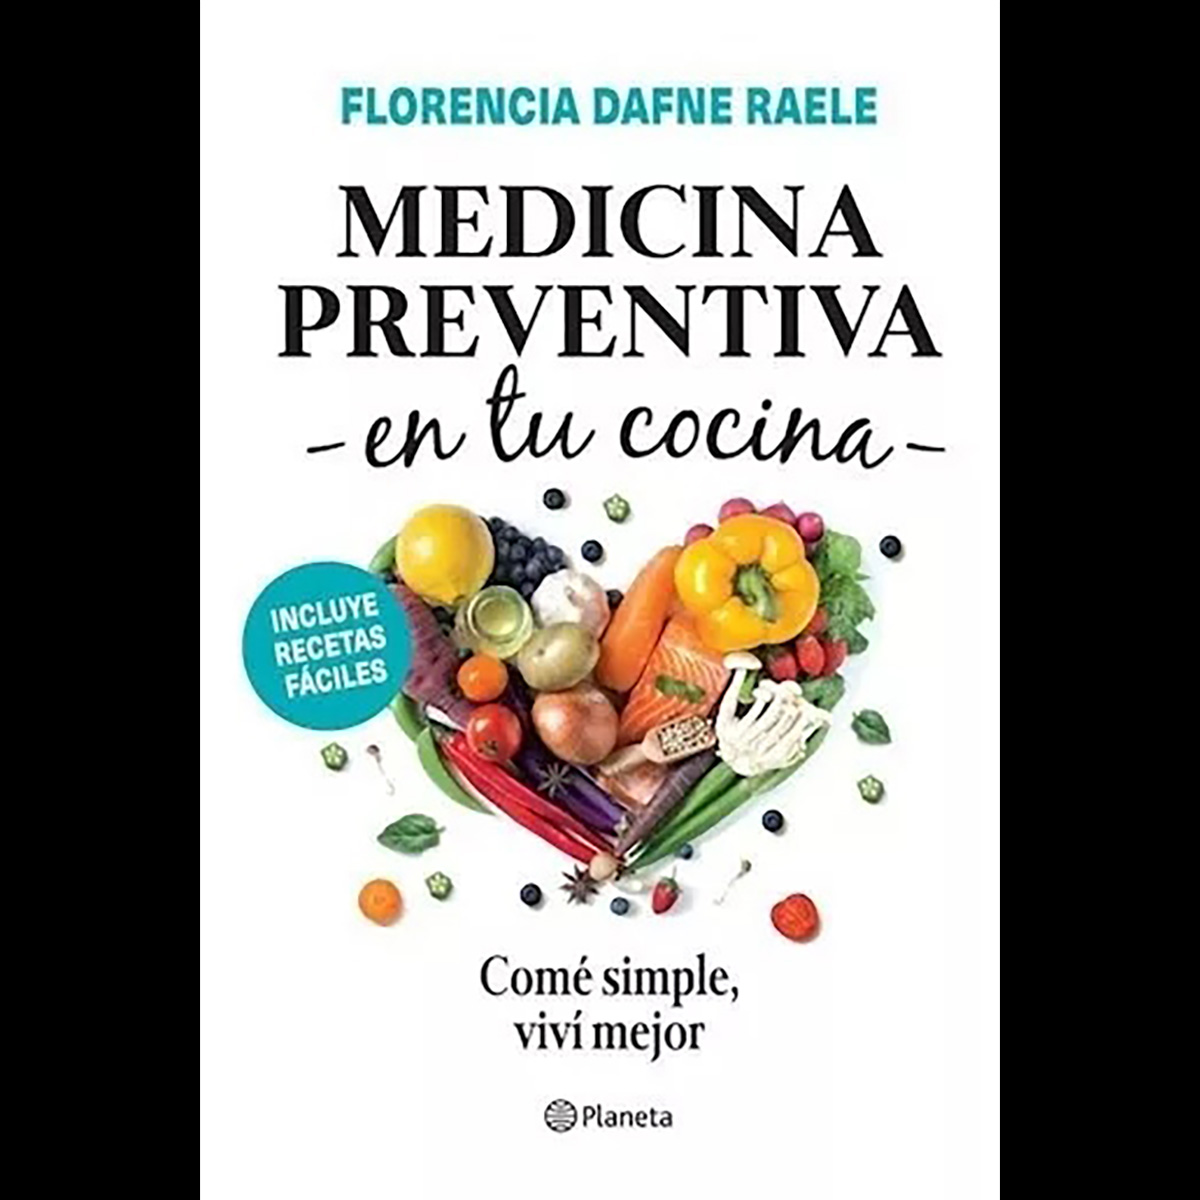 FLORENCIA DAFNE RAELE
MEDICINA
PREVENTIVA
- en tu cocina -
INCLUYE
RECETAS
FÁCILES
Comé simple,
viví mejor
Planeta